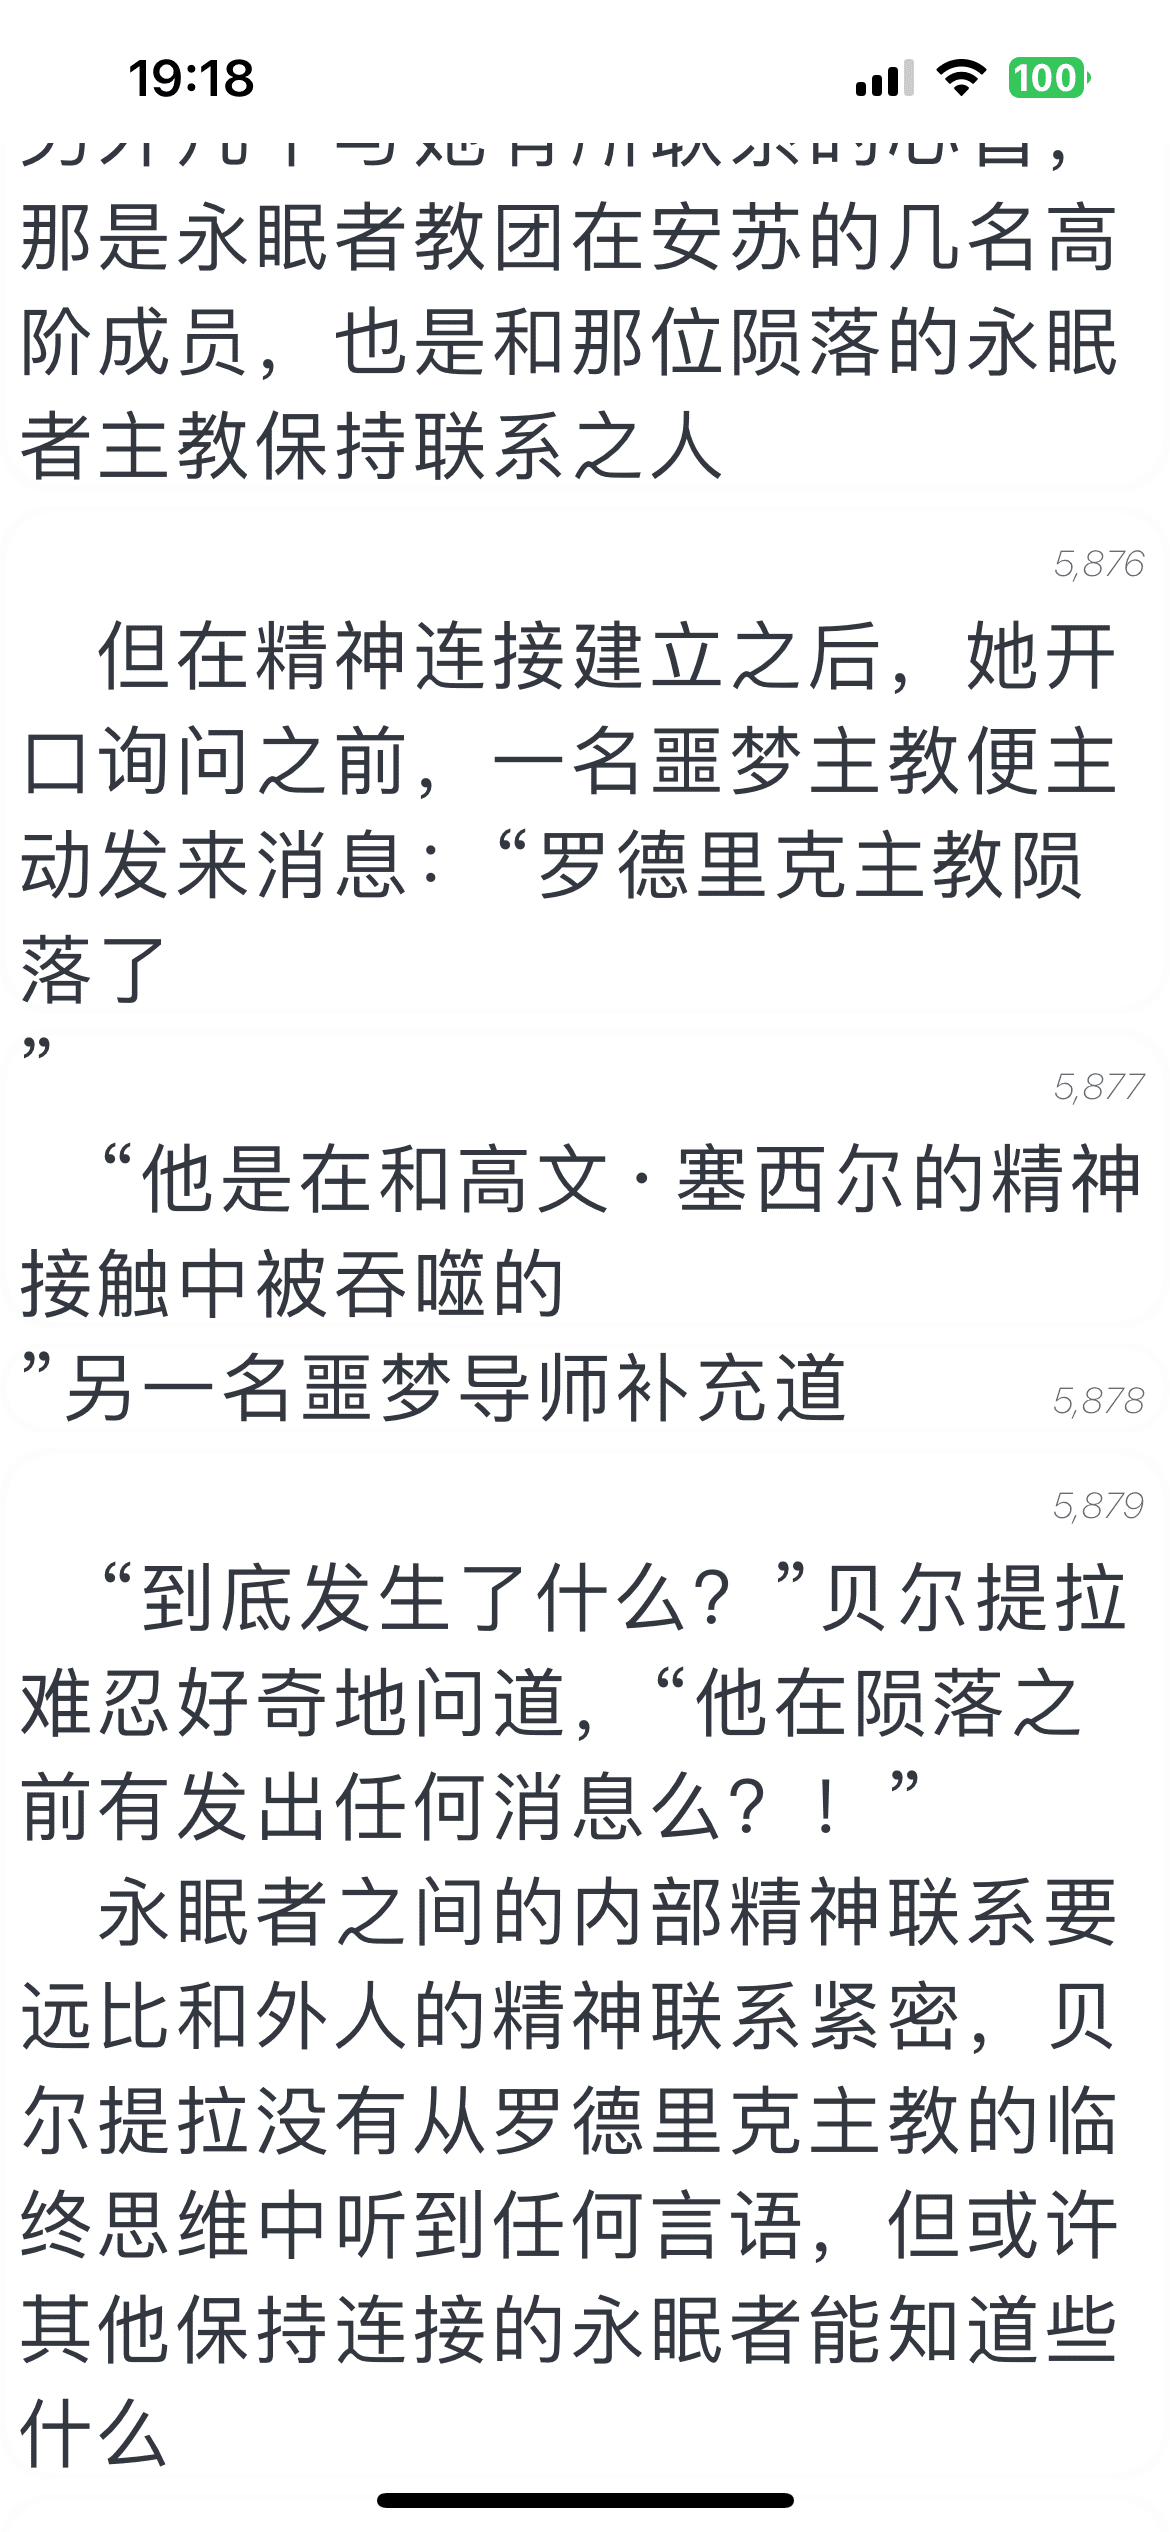 19:18
100
那是永眠者教团在安苏的几名高
阶成员，也是和那位陨落的永眠
者主教保持联系之人
5,876
但在精神连接建立之后，她开
口询问之前，一名噩梦主教便主
动发来消息：“罗德里克主教陨
落了
”
5,877
“他是在和高文·塞西尔的精神
接触中被吞噬的
”另一名噩梦导师补充道
5,878
5,879
“到底发生了什么？”贝尔提拉
难忍好奇地问道，“他在陨落之
前有发出任何消息么？！”
永眠者之间的内部精神联系要
远比和外人的精神联系紧密，贝
尔提拉没有从罗德里克主教的临
终思维中听到任何言语，但或许
其他保持连接的永眠者能知道些
什么